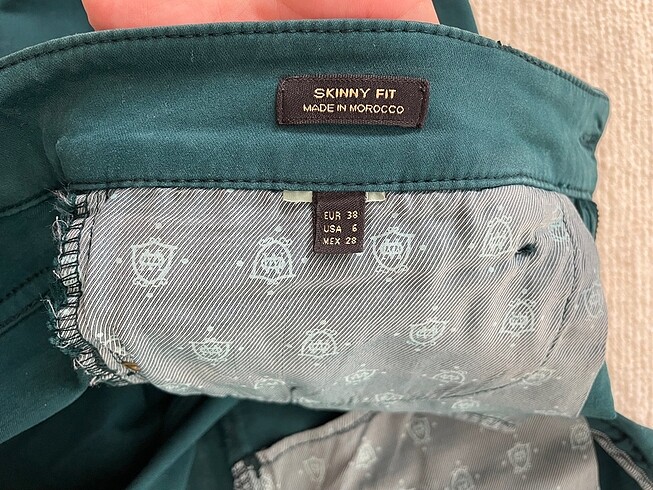 SKINNY FIT
MADE IN MOROCCO
EUR 38
USA 6
MEX 28